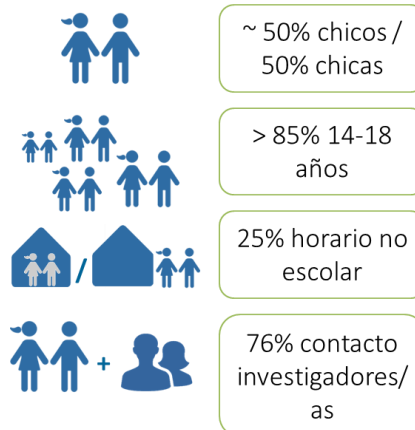 ~ 50% chicos /
50% chicas
> 85% 14-18
años
/
25% horario no
escolar
+
76% contacto
investigadores/
as